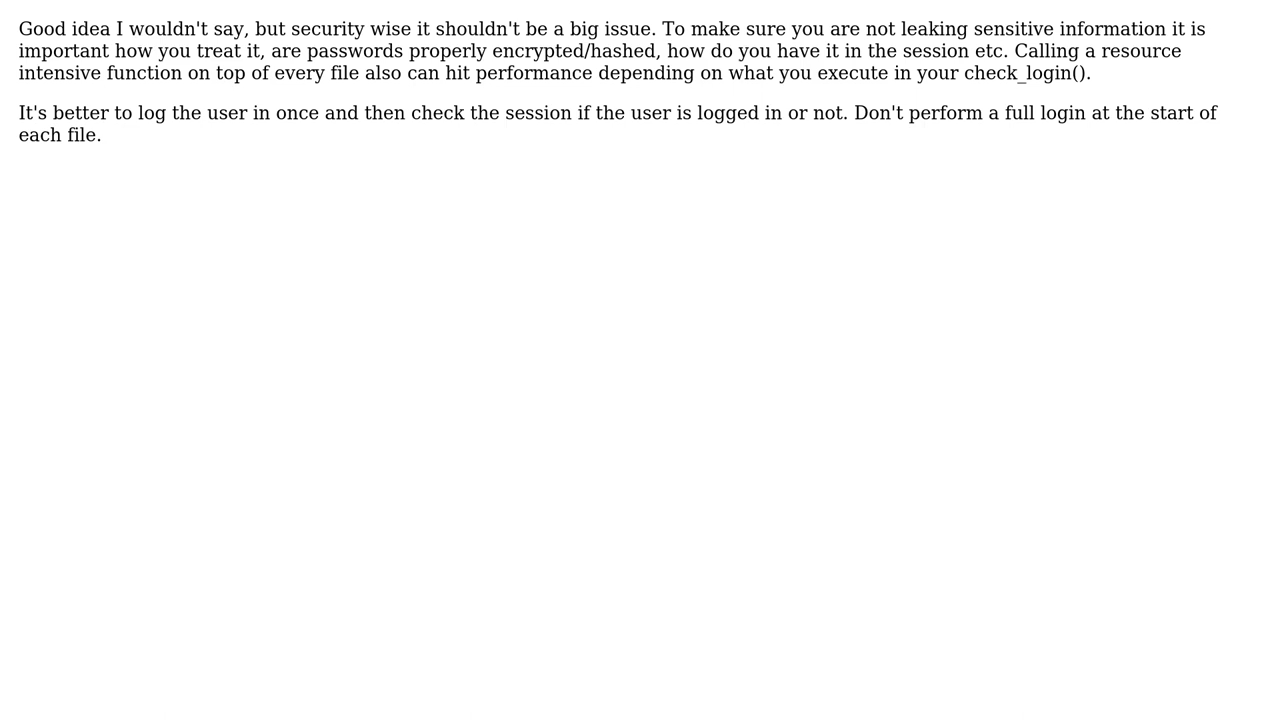 Good idea I wouldn't say, but security wise it shouldn't be a big issue. To make sure you are not leaking sensitive information it is
important how you treat it, are passwords properly encrypted/hashed, how do you have it in the session etc. Calling a resource
intensive function on top of every file also can hit performance depending on what you execute in your check_login().
It's better to log the user in once and then check the session if the user is logged in or not. Don't perform a full login at the start of
each file.